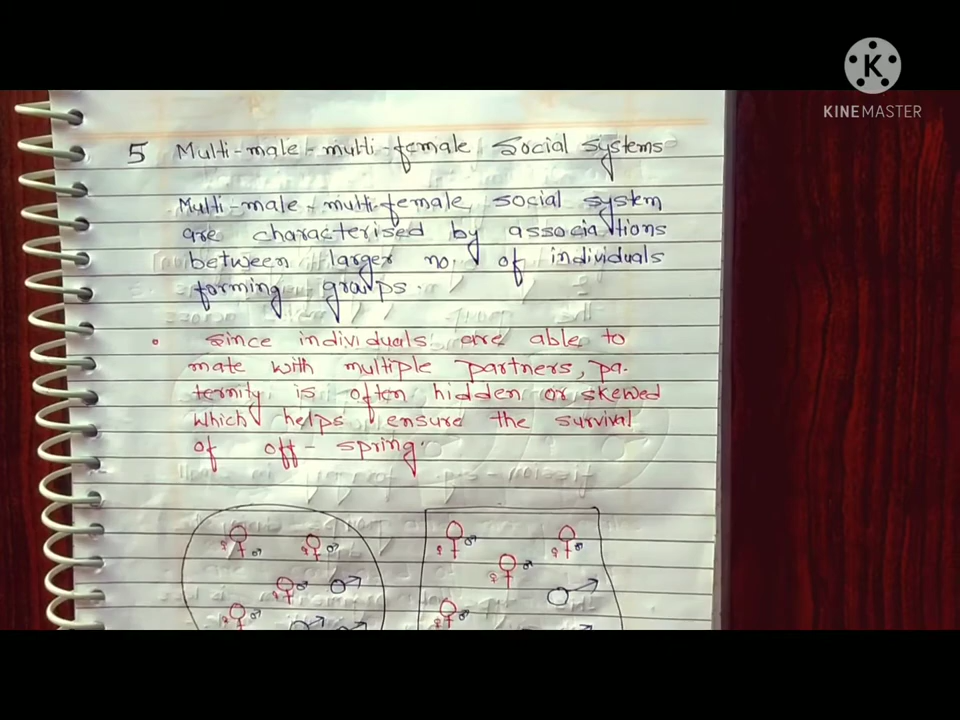 K
KINEMASTER
5 Multi-male-multi-female social systems
Multi-male-multi-female social system
are characterised by associations
between larger no. of individuals
forming groups.
• since individuals are able to
mate with multiple partners, pa-
ternity is often hidden or skewed
which helps ensure the survival
of off-spring.